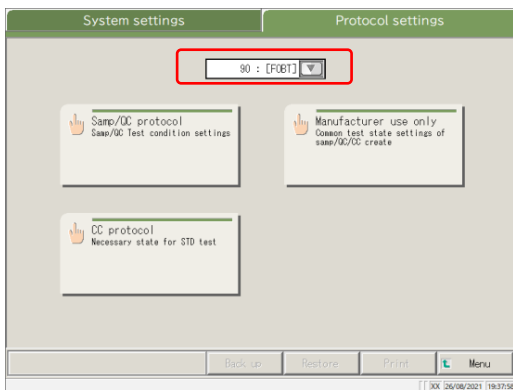 System settings
Protocol settings
90 : [FOBT]
Samp/QC protocol
Samp/QC Test condition settings
Manufacturer use only
Common test state settings of
samp/QC/CC create
CC protocol
Necessary state for STD test
Back up
Restore
Print
Menu
XX 26/08/2021 19:37:58